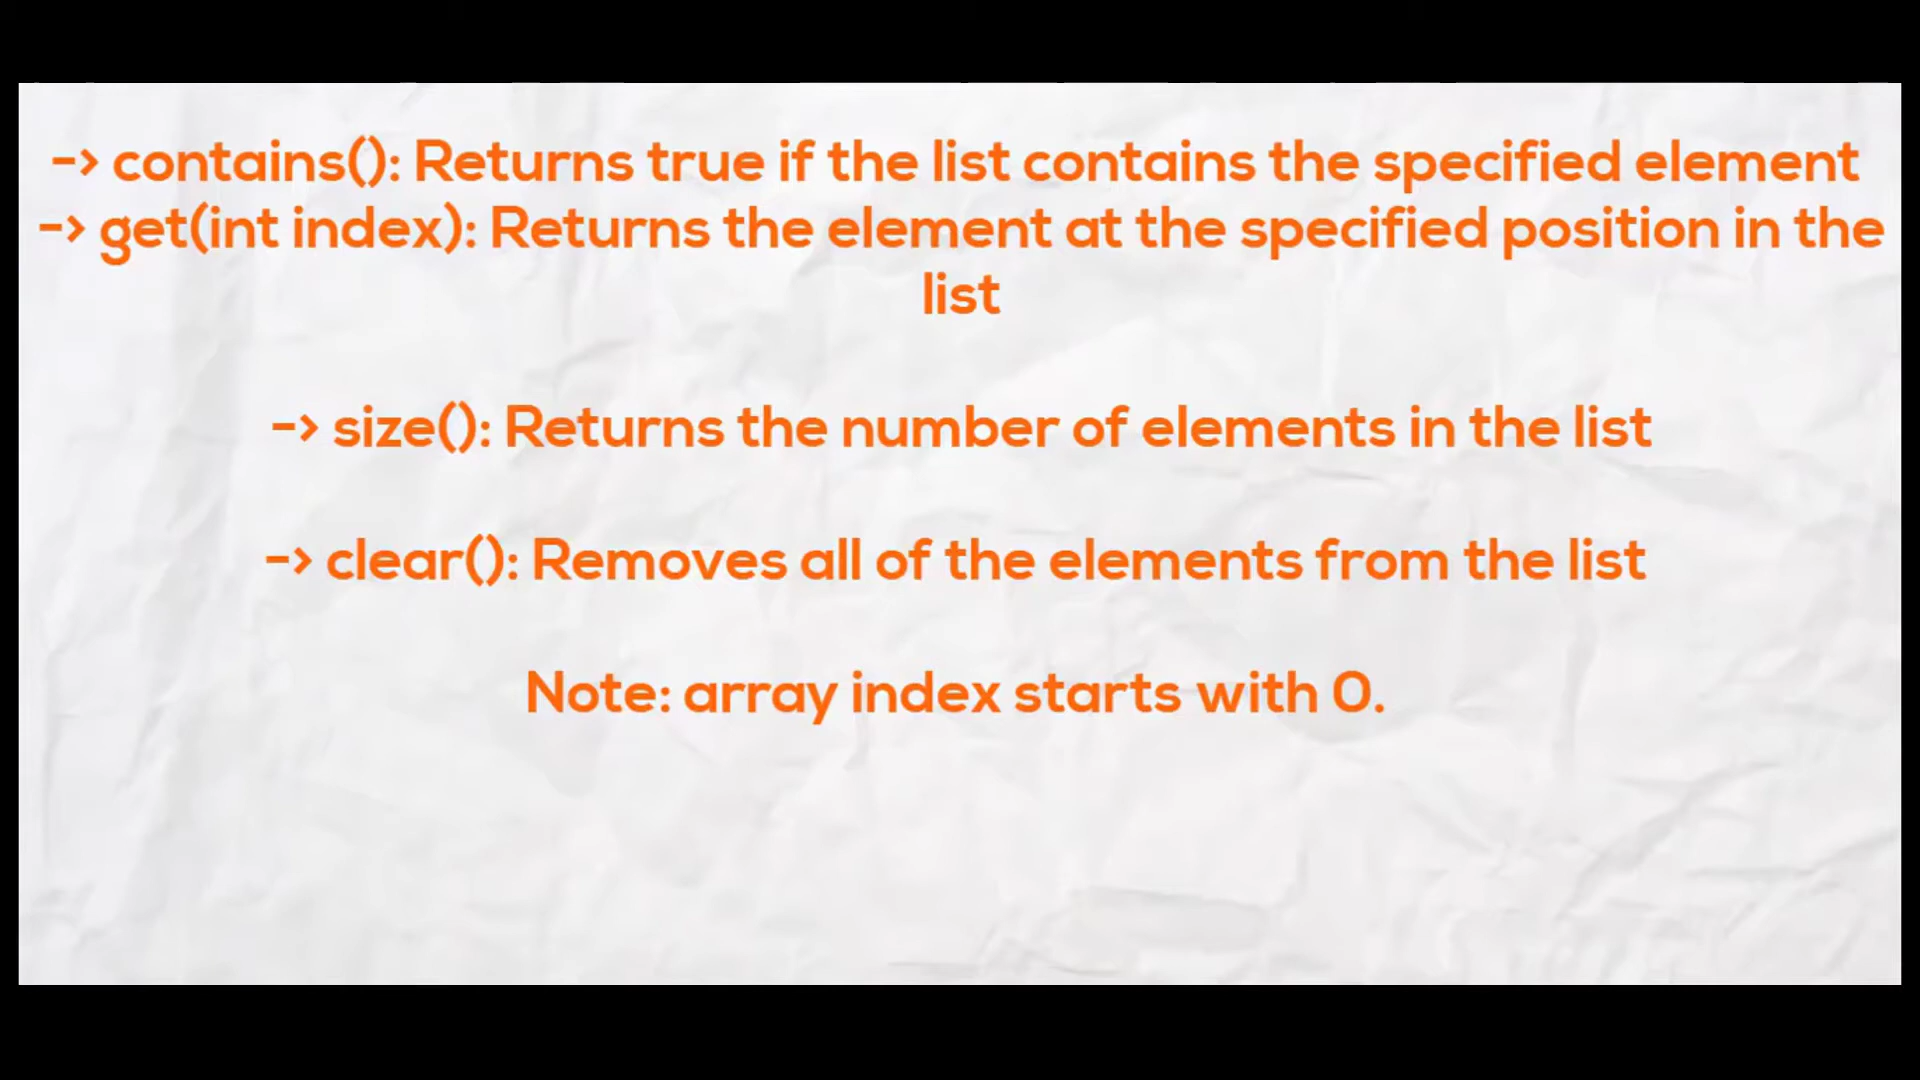 -> contains(): Returns true if the list contains the specified element
-> get(int index): Returns the element at the specified position in the
list
-> size(): Returns the number of elements in the list
-> clear(): Removes all of the elements from the list
Note: array index starts with 0.